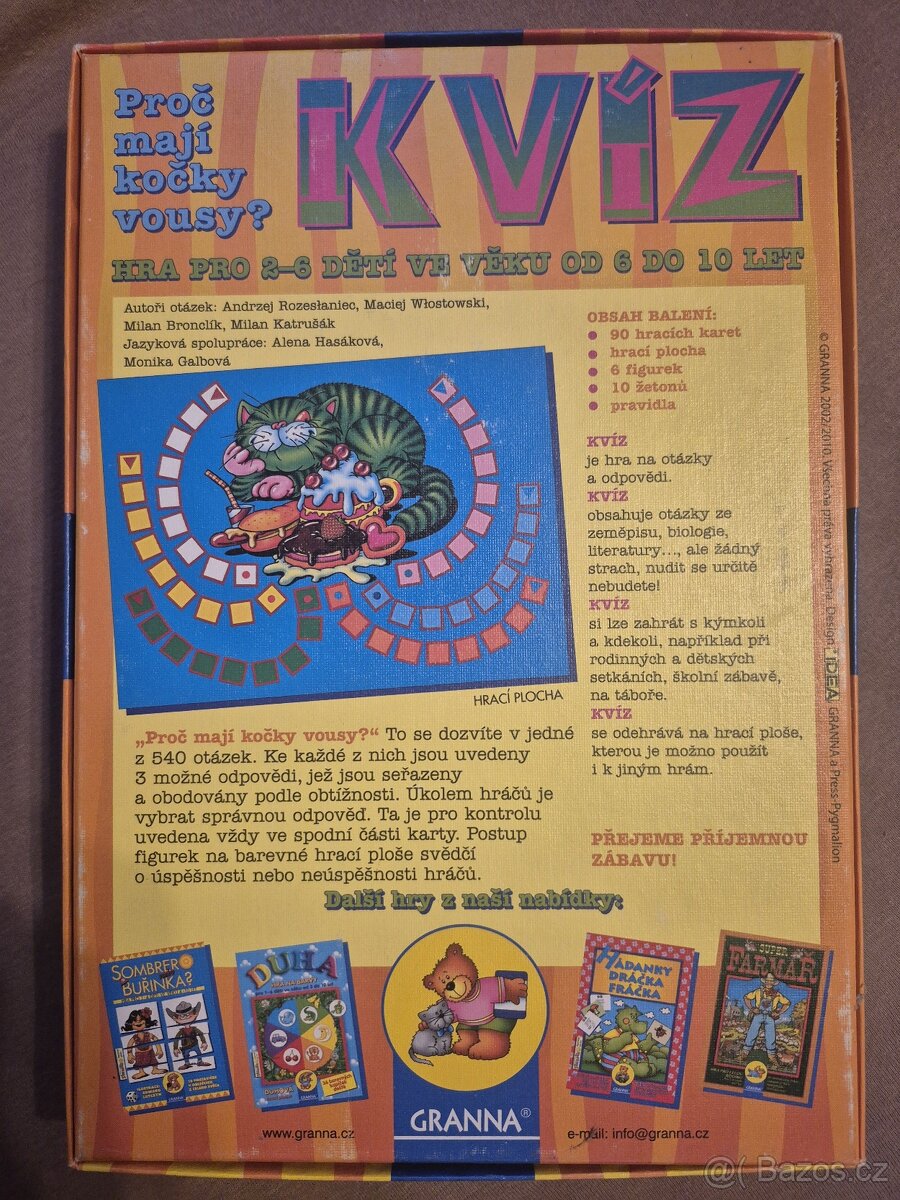 Proč
mají
kočky
vousy?
KVÍZ
HRA PRO 2–6 DĚTÍ VE VĚKU OD 6 DO 10 LET
Autoři otázek: Andrzej Rozesłaniec, Maciej Włostowski,
Milan Bronclík, Milan Katrušák
Jazyková spolupráce: Alena Hasáková,
Monika Galbová
HRACÍ PLOCHA
„Proč mají kočky vousy?“ To se dozvíte v jedné
z 540 otázek. Ke každé z nich jsou uvedeny
3 možné odpovědi, jež jsou seřazeny
a obodovány podle obtížnosti. Úkolem hráčů je
vybrat správnou odpověď. Ta je pro kontrolu
uvedena vždy ve spodní části karty. Postup
figurek na barevné hrací ploše svědčí
o úspěšnosti nebo neúspěšnosti hráčů.
OBSAH BALENÍ:
90 hracích karet
hrací plocha
6 figurek
10 žetonů
pravidla
KVÍZ
je hra na otázky
a odpovědi.
KVÍZ
obsahuje otázky ze
zeměpisu, biologie,
literatury..., ale žádný
strach, nudit se určitě
nebudete!
KVÍZ
si lze zahrát s kýmkoli
a kdekoli, například při
rodinných a dětských
setkáních, školní zábavě,
na táboře.
KVÍZ
se odehrává na hrací ploše,
kterou je možno použít
i k jiným hrám.
PŘEJEME PŘÍJEMNOU
ZÁBAVU!
© GRANNA 2002/2010, Všechna práva vyhrazena. Design: IDEA, GRANNA a Press-Pygmalion
Další hry z naší nabídky:
SOMBRERO
BUŘINKA?
GRANNA
DUHA
GRANNA
GRANNA®
HÁDANKY
DRÁČKA
FRÁČKA
SUPER
FARMÁŘ
www.granna.cz
e-mail: info@granna.cz
@( Bazos.cz